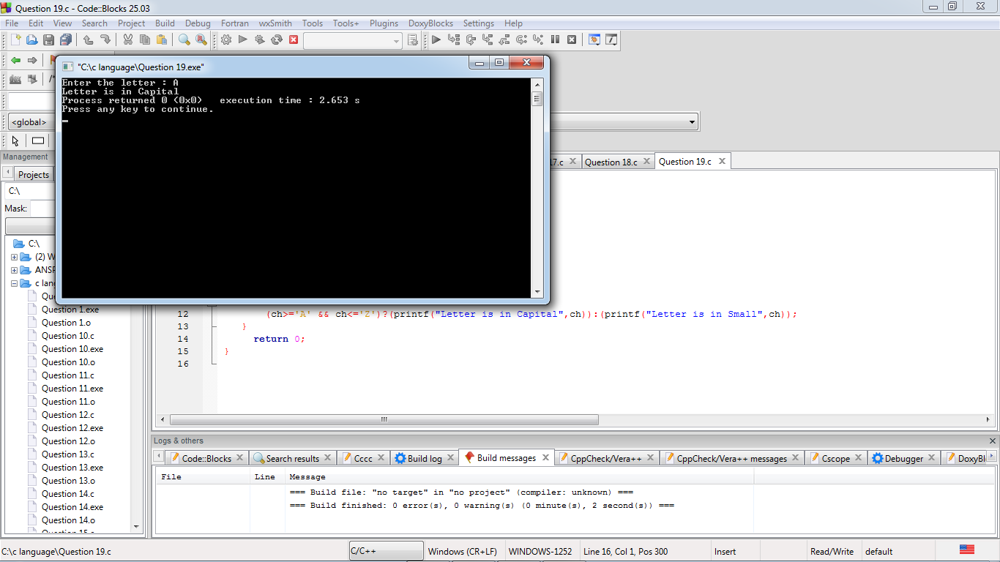 Question 19.c - Code::Blocks 25.03
File Edit View Search Project Build Debug Fortran wxSmith Tools Tools+ Plugins DoxyBlocks Settings Help
"C:\c language\Question 19.exe"
Enter the letter : A
Letter is in Capital
Process returned 0 (0x0)   execution time : 2.653 s
Press any key to continue.
/*
<global>
Management
Projects
C:\
Mask:
C:\
(2) W
ANSI
c lang
Qu
Question 1.exe
Question 1.o
Question 10.c
Question 10.exe
Question 10.o
Question 11.c
Question 11.exe
Question 11.o
Question 12.c
Question 12.exe
Question 12.o
Question 13.c
Question 13.exe
Question 13.o
Question 14.c
Question 14.exe
Question 14.o
17.c Question 18.c Question 19.c
12 (ch>='A' && ch<='Z')?(printf("Letter is in Capital",ch)):(printf("Letter is in Small",ch));
13 }
14 return 0;
15 }
16
Logs & others
Code::Blocks Search results Cccc Build log Build messages CppCheck/Vera++ CppCheck/Vera++ messages Cscope Debugger DoxyBl
File Line Message
=== Build file: "no target" in "no project" (compiler: unknown) ===
=== Build finished: 0 error(s), 0 warning(s) (0 minute(s), 2 second(s)) ===
C:\c language\Question 19.c C/C++ Windows (CR+LF) WINDOWS-1252 Line 16, Col 1, Pos 300 Insert Read/Write default